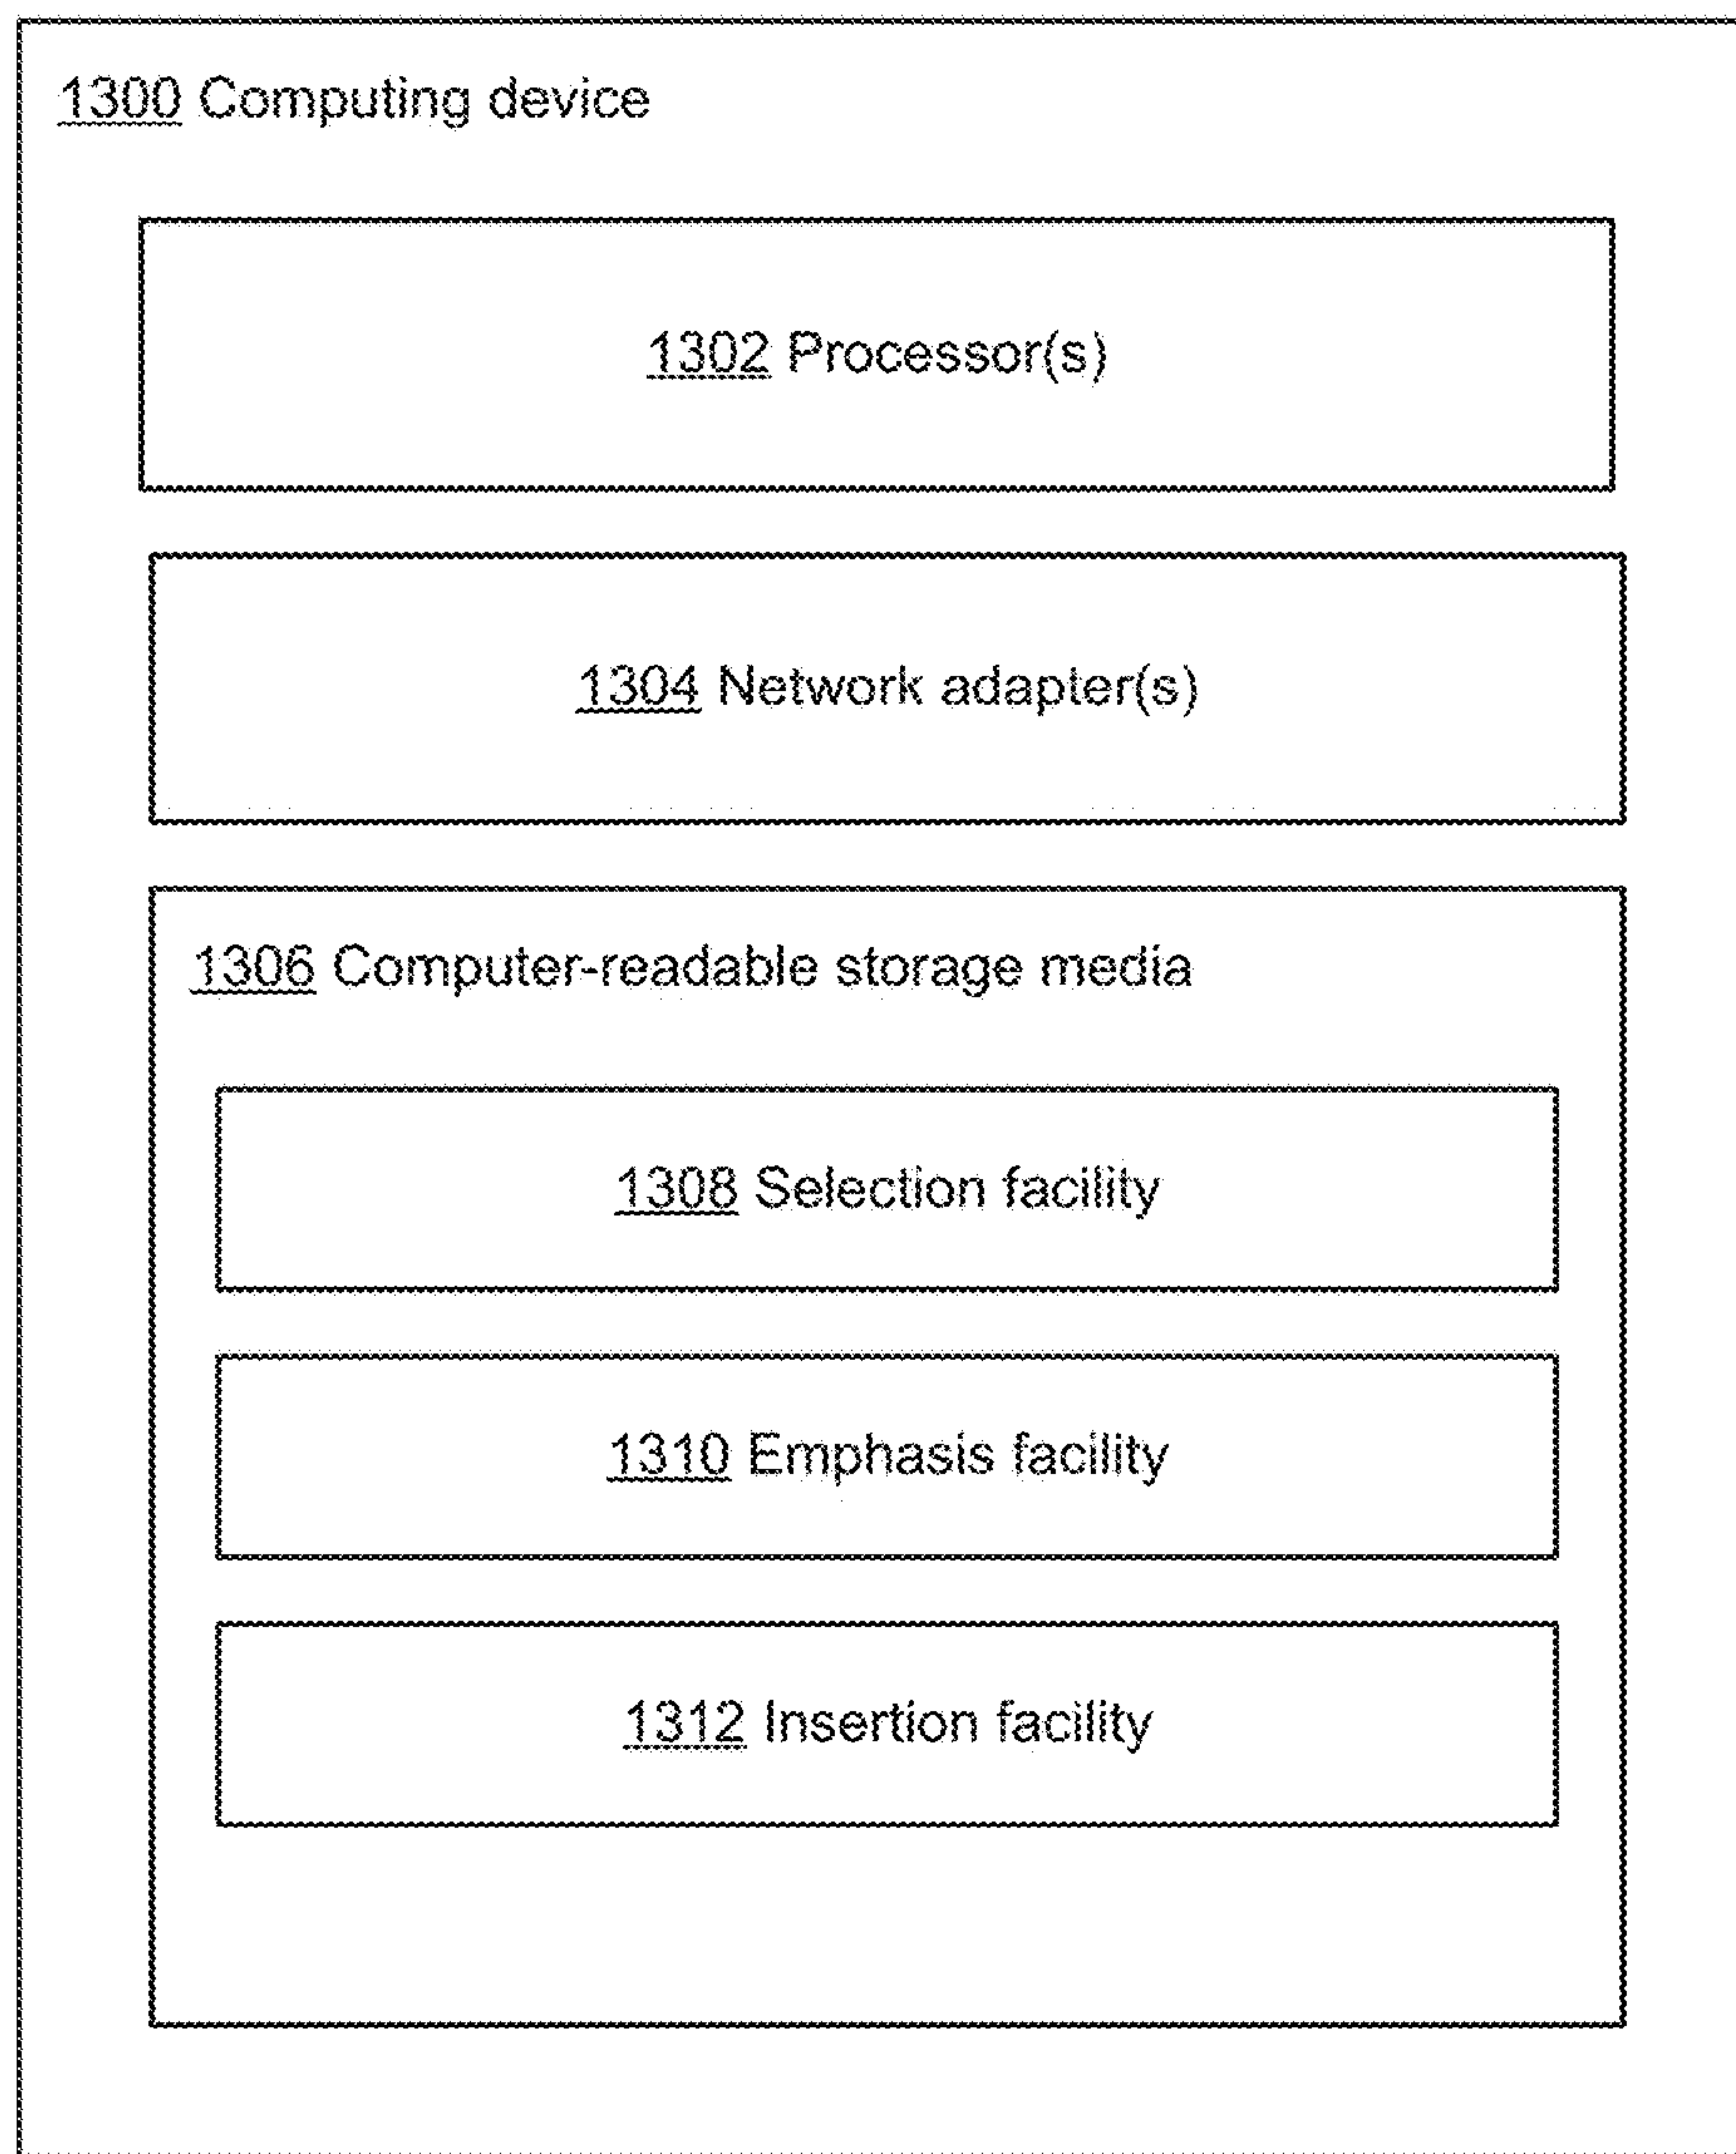 1300 Computing device
1302 Processor(s)
1304 Network adapter(s)
1306 Computer-readable storage media
1308 Selection facility
1310 Emphasis facility
1312 Insertion facility